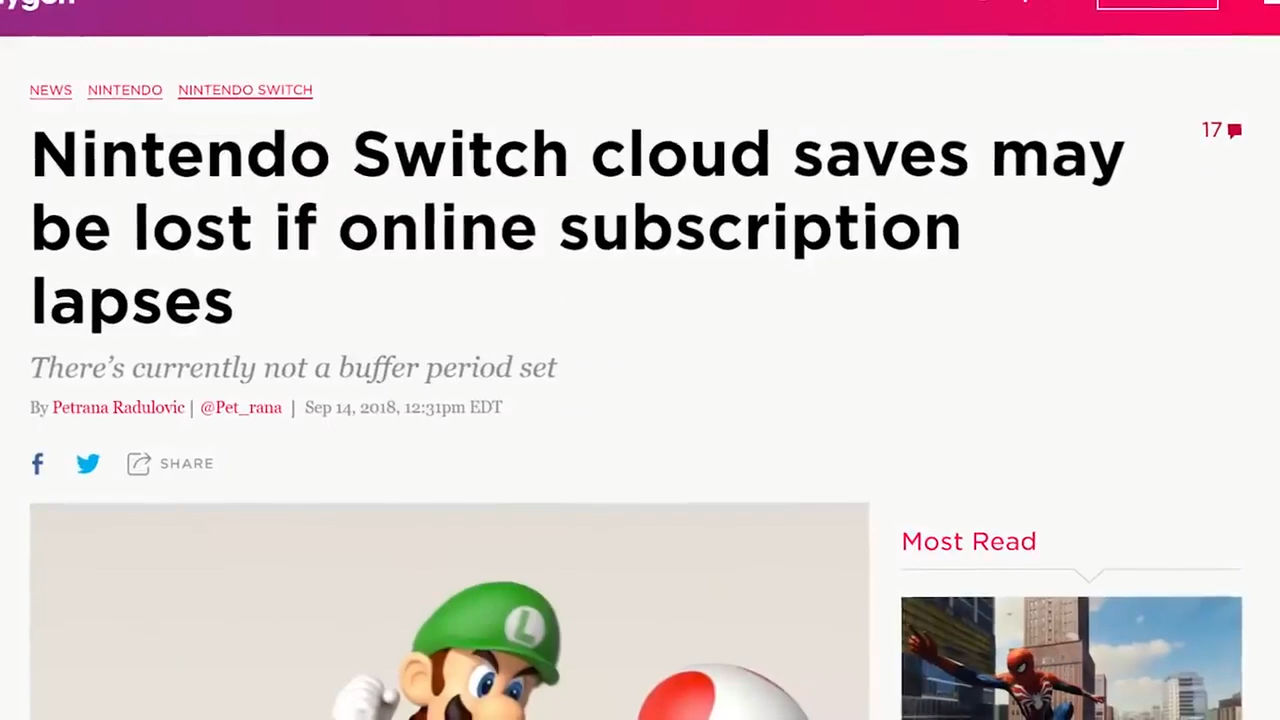 NEWS NINTENDO NINTENDO SWITCH
17
Nintendo Switch cloud saves may
be lost if online subscription
lapses
There's currently not a buffer period set
By Petrana Radulovic | @Pet_rana | Sep 14, 2018, 12:31pm EDT
f SHARE
Most Read
L